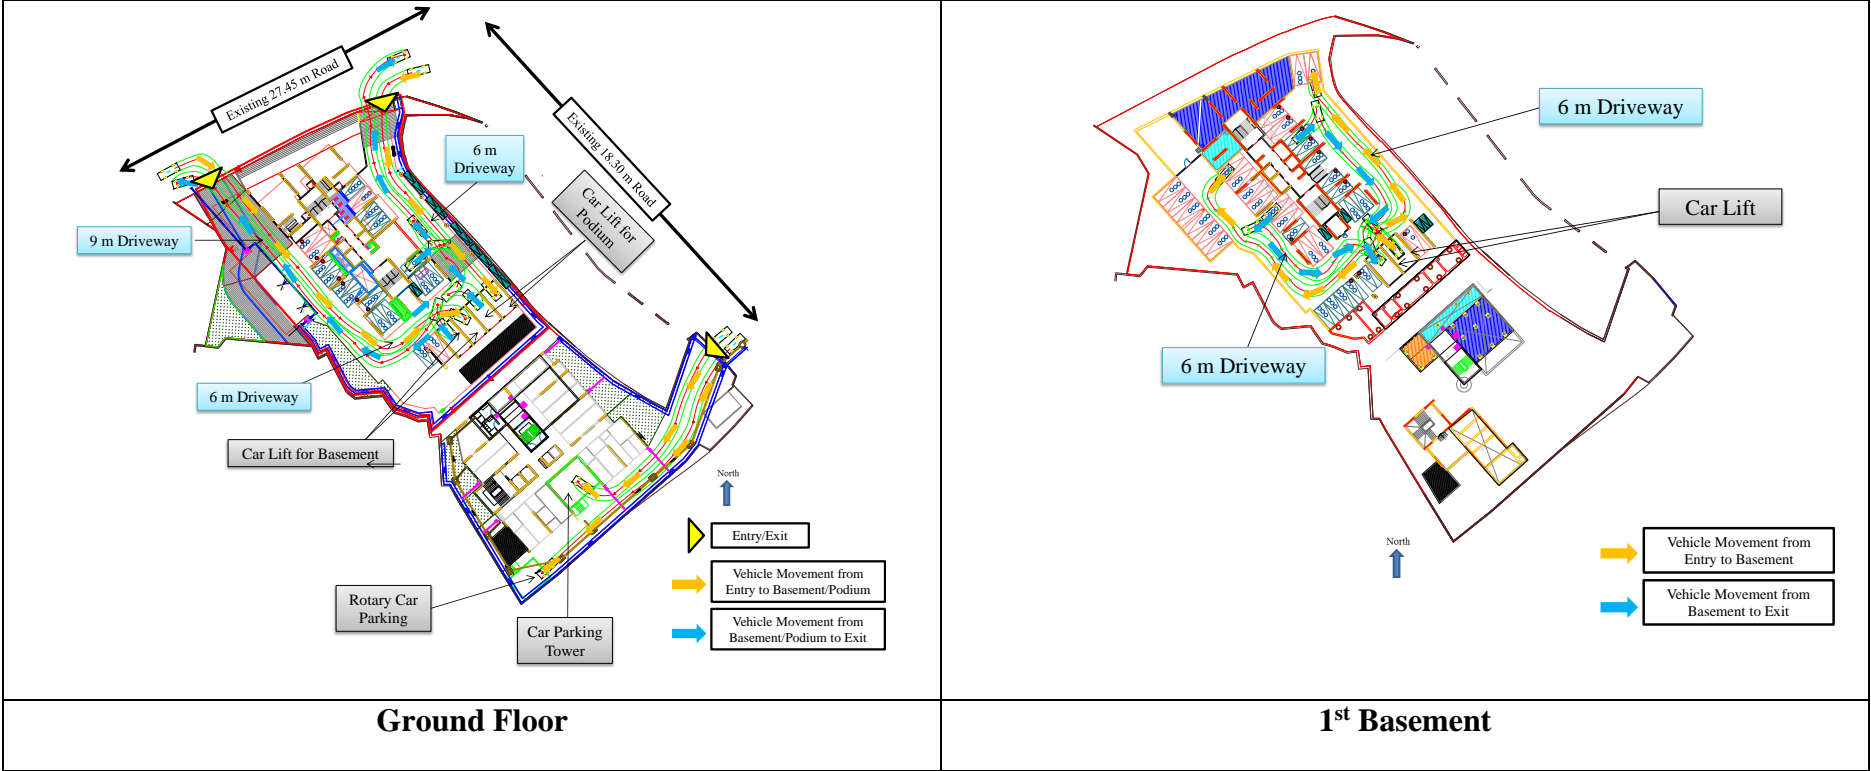 Existing 27.45 m Road
Existing 18.30 m Road
6 m
Driveway
Car Lift for
Podium
9 m Driveway
6 m Driveway
Car Lift for Basement
North
Entry/Exit
Vehicle Movement from
Entry to Basement/Podium
Vehicle Movement from
Basement/Podium to Exit
Rotary Car
Parking
Car Parking
Tower
Ground Floor
6 m Driveway
Car Lift
6 m Driveway
North
Vehicle Movement from
Entry to Basement
Vehicle Movement from
Basement to Exit
1st Basement